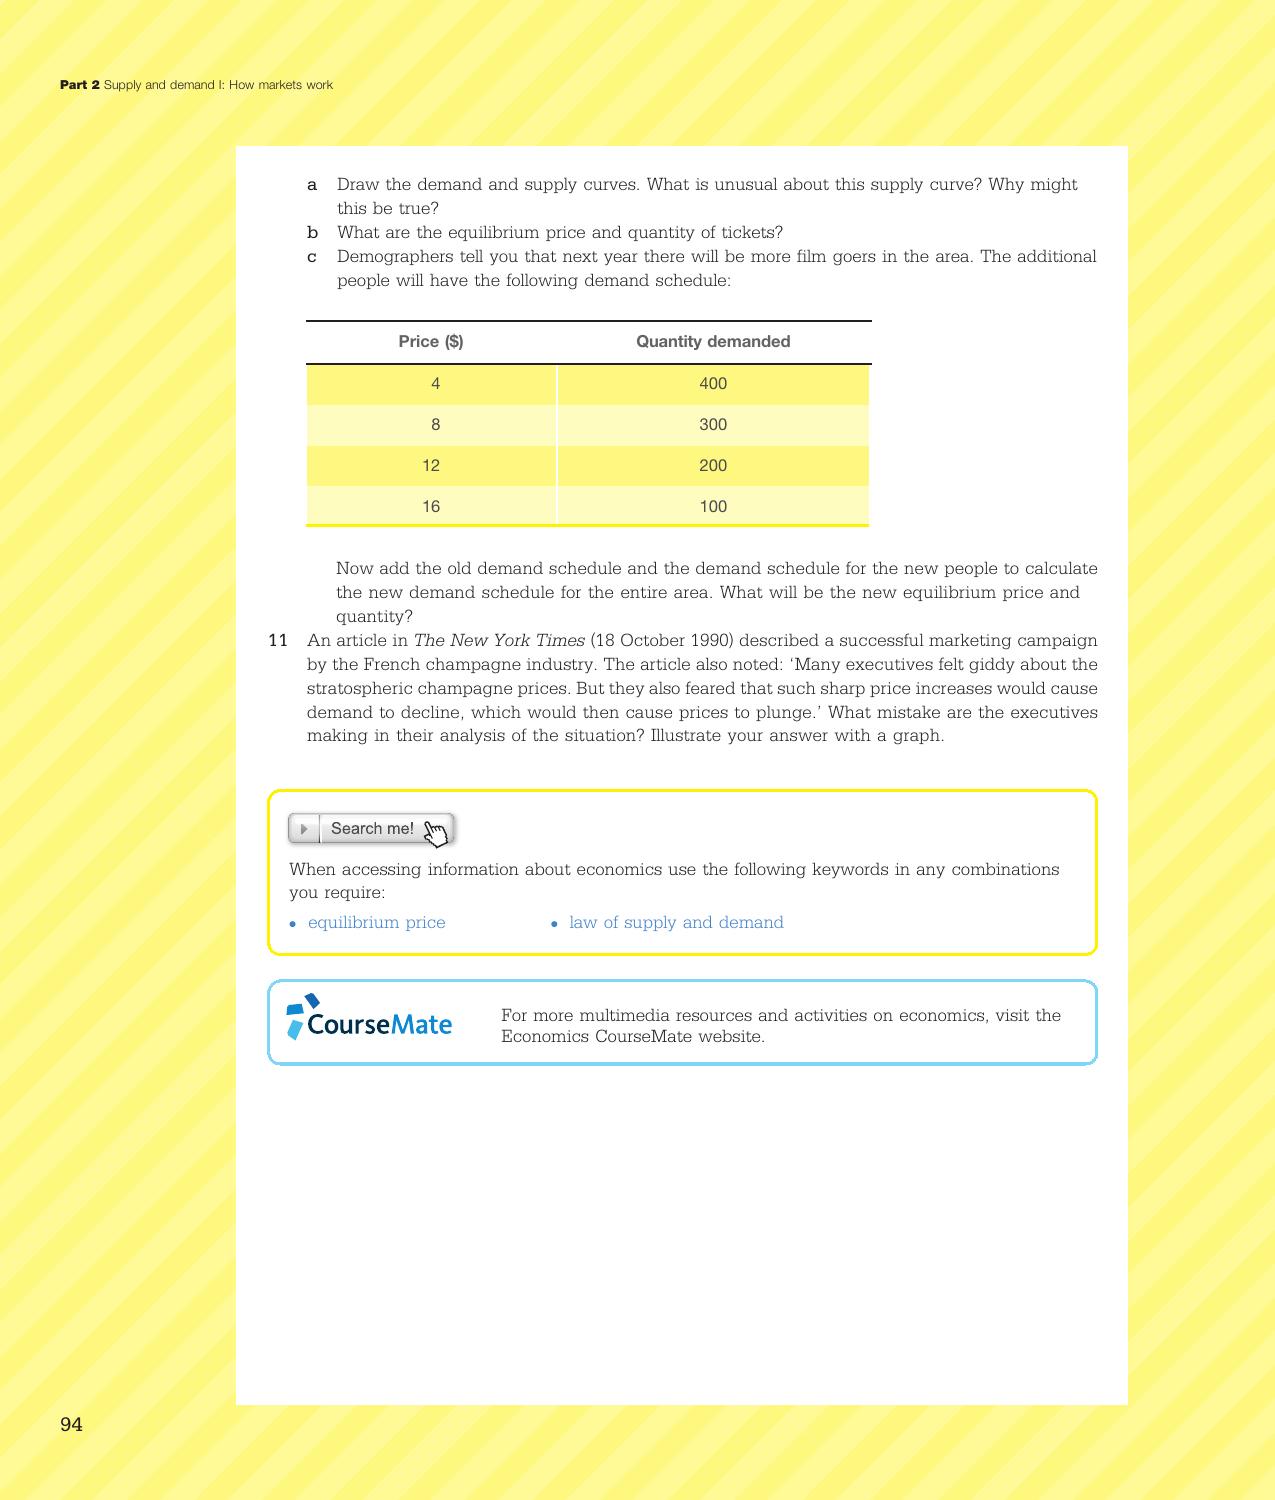 Part 2 Supply and demand I: How markets work
a Draw the demand and supply curves. What is unusual about this supply curve? Why might
this be true?
b What are the equilibrium price and quantity of tickets?
c Demographers tell you that next year there will be more film goers in the area. The additional
people will have the following demand schedule:
Price ($) Quantity demanded
4 400
8 300
12 200
16 100
Now add the old demand schedule and the demand schedule for the new people to calculate
the new demand schedule for the entire area. What will be the new equilibrium price and
quantity?
11 An article in The New York Times (18 October 1990) described a successful marketing campaign
by the French champagne industry. The article also noted: ‘Many executives felt giddy about the
stratospheric champagne prices. But they also feared that such sharp price increases would cause
demand to decline, which would then cause prices to plunge.’ What mistake are the executives
making in their analysis of the situation? Illustrate your answer with a graph.
Search me!
When accessing information about economics use the following keywords in any combinations
you require:
• equilibrium price • law of supply and demand
CourseMate
For more multimedia resources and activities on economics, visit the
Economics CourseMate website.
94